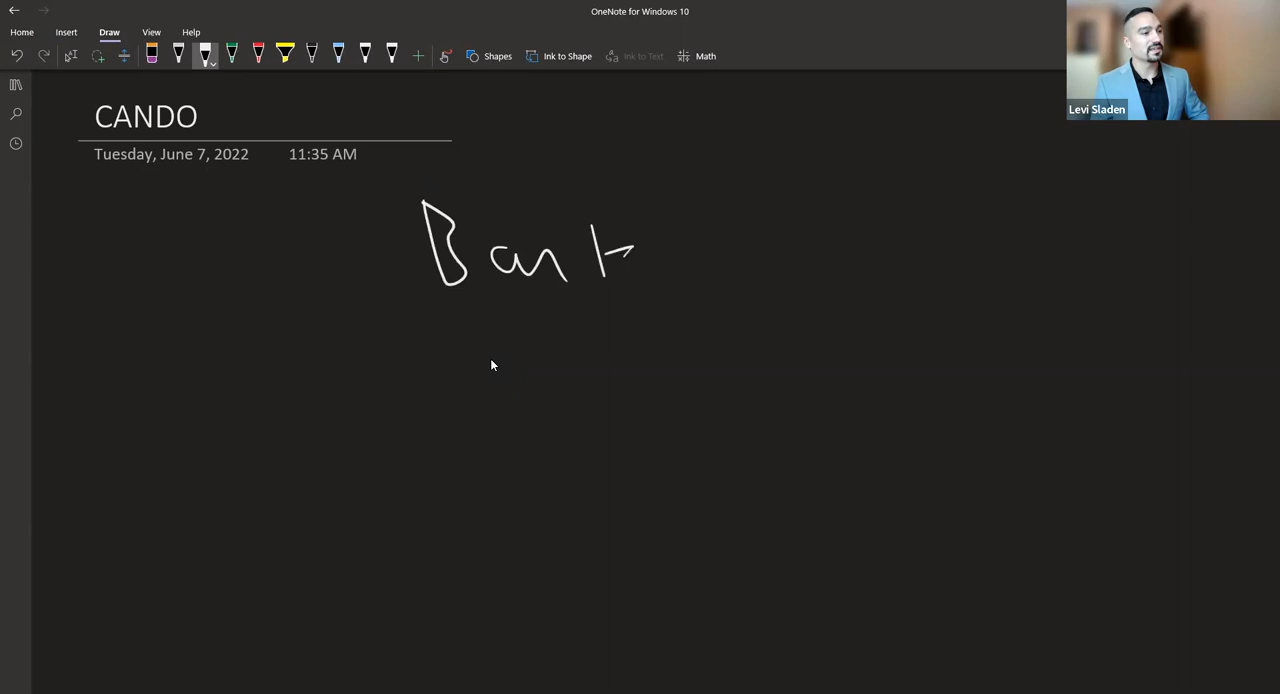 OneNote for Windows 10
Home Insert Draw View Help
Shapes Ink to Shape Ink to Text Math
Levi Sladen
CANDO
Tuesday, June 7, 2022 11:35 AM